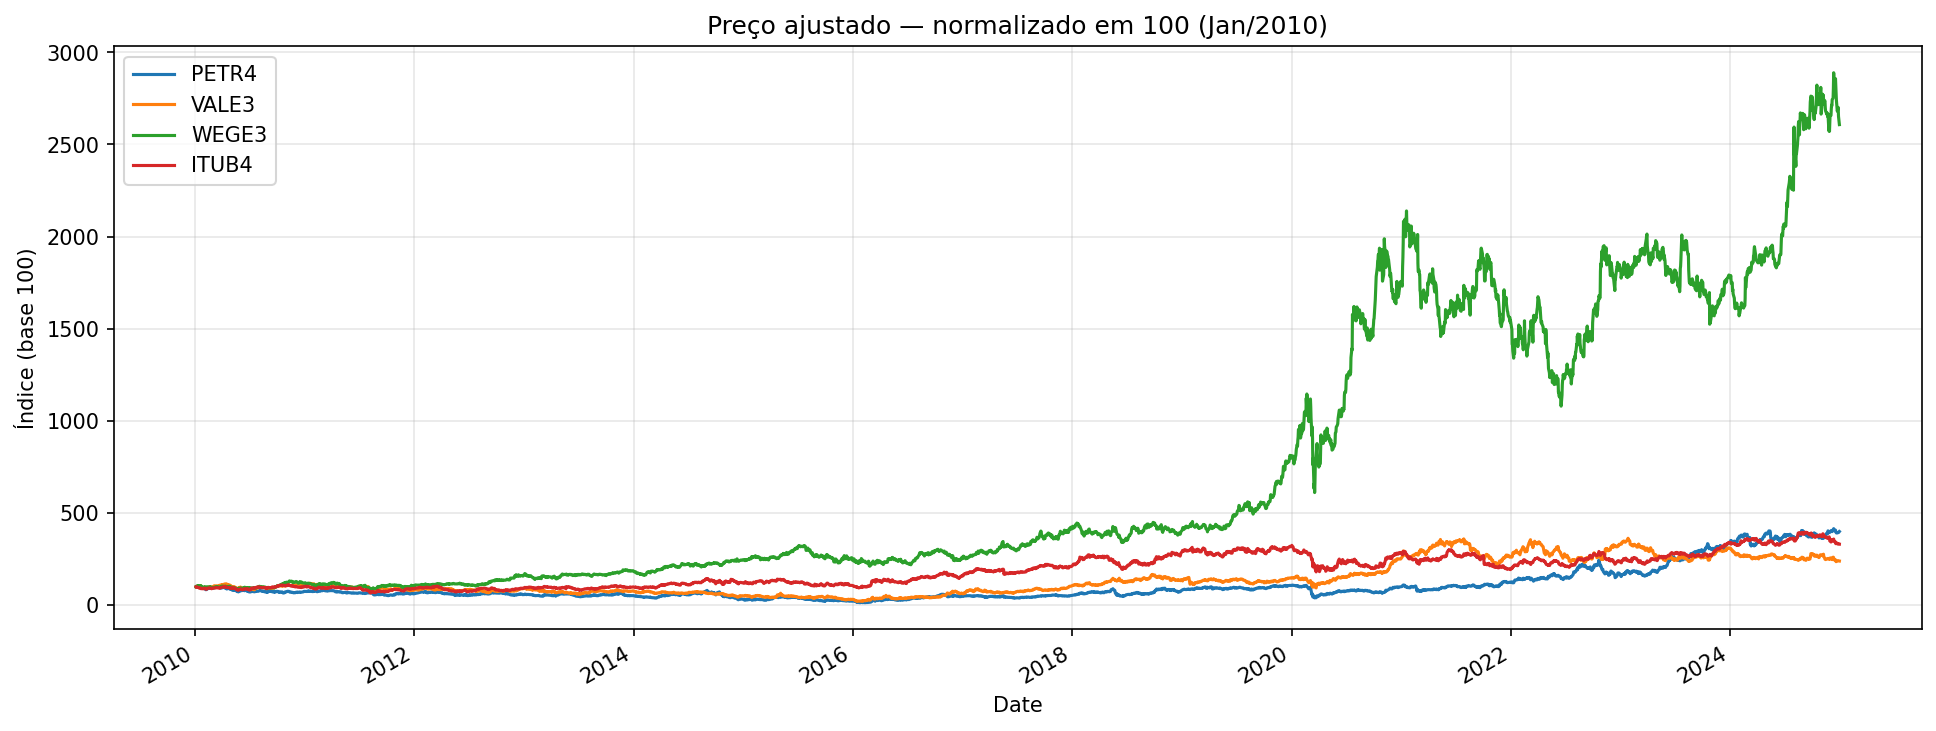 Preço ajustado — normalizado em 100 (Jan/2010)
3000
2500
2000
1500
1000
500
0
Índice (base 100)
PETR4
VALE3
WEGE3
ITUB4
2010
2012
2014
2016
2018
2020
2022
2024
Date